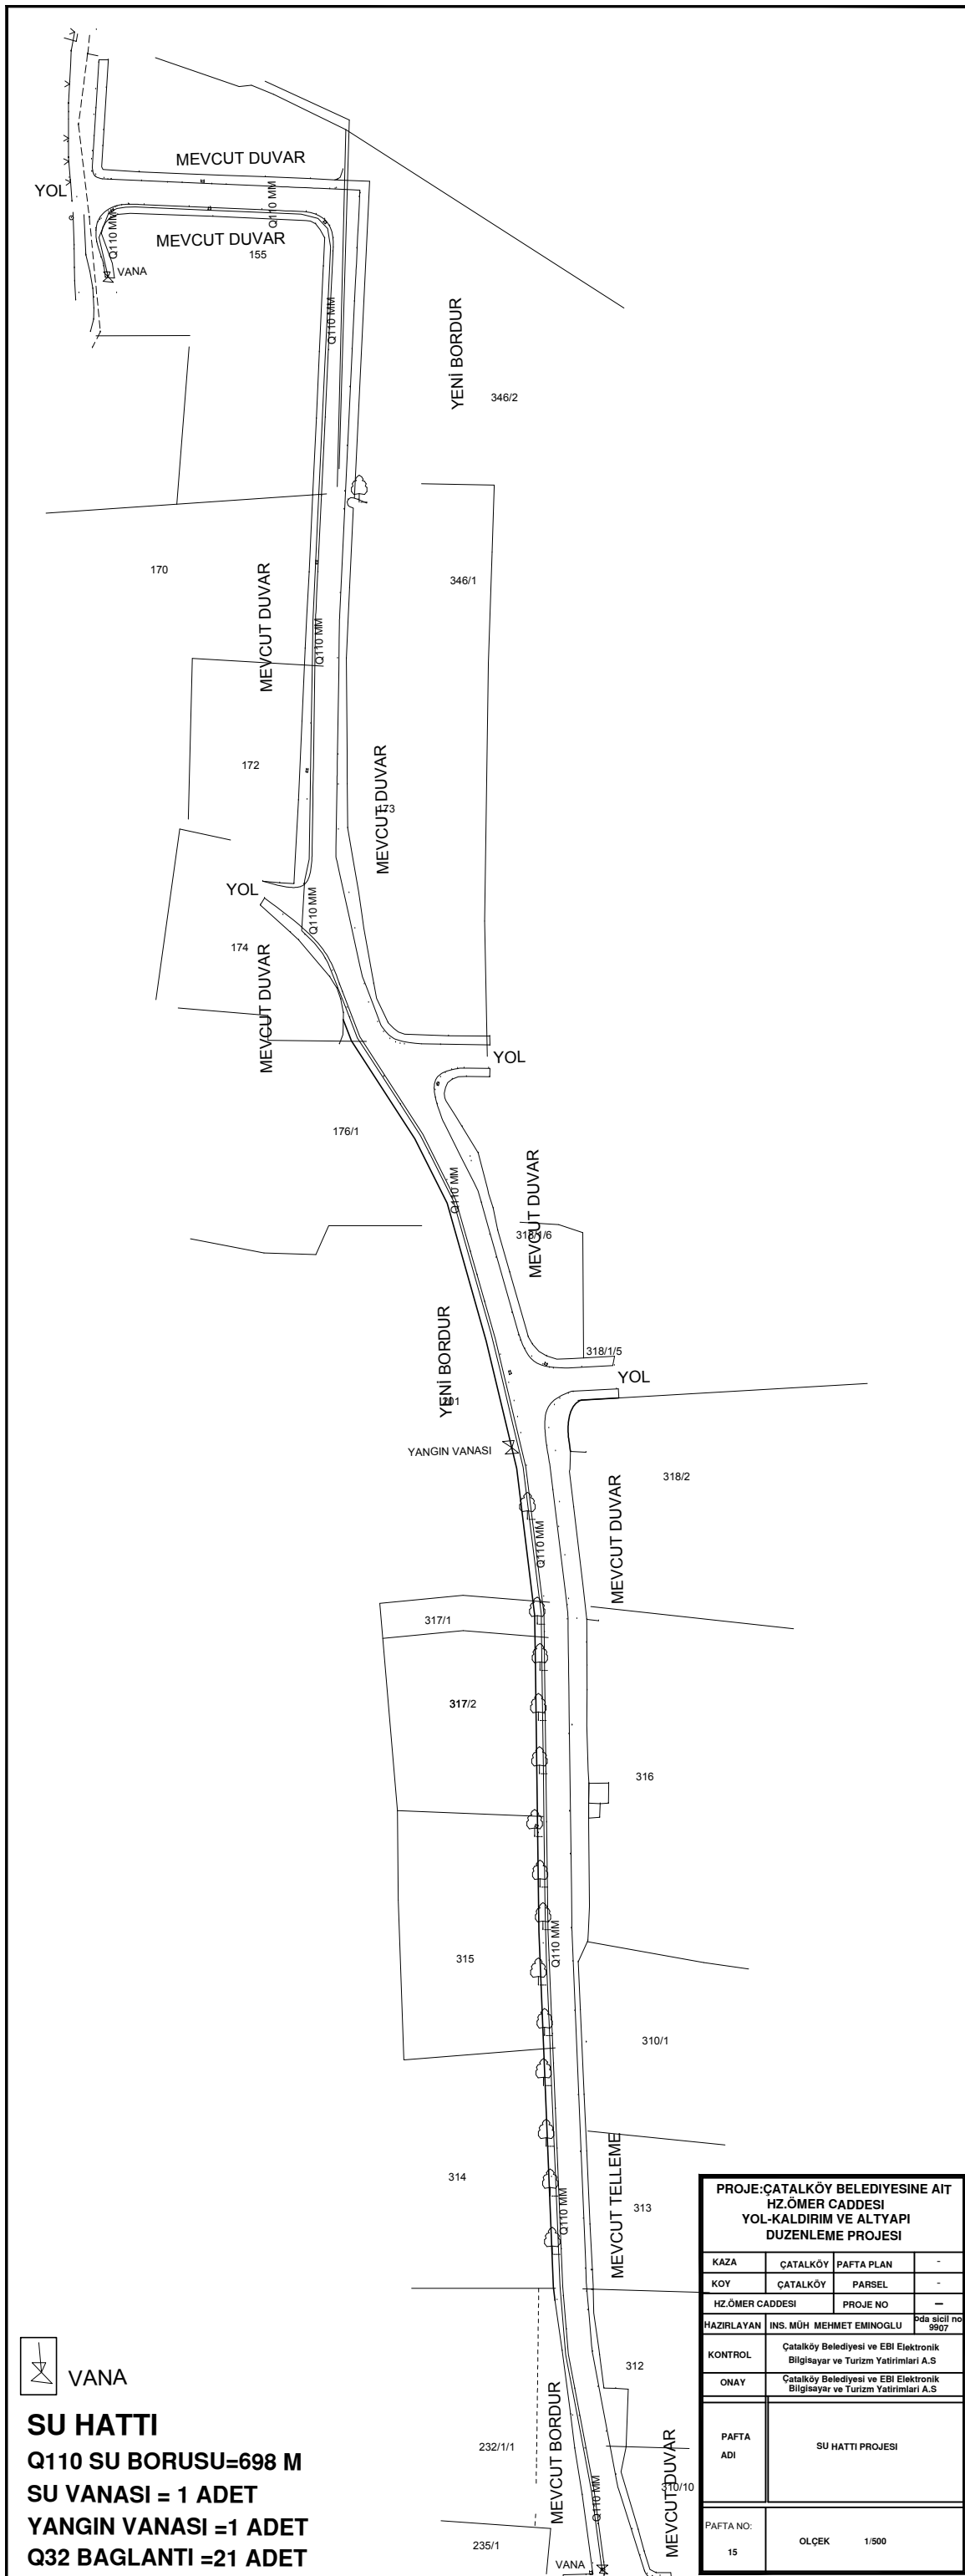 MEVCUT DUVAR
YOL
Q110 MM
Q110 MM
MEVCUT DUVAR
155
VANA
Q110 MM
YENİ BORDUR
346/2
170
346/1
MEVCUT DUVAR
Q110 MM
172
MEVCUT DUVAR
173
YOL
Q110 MM
174
MEVCUT DUVAR
YOL
176/1
Q110 MM
MEVCUT DUVAR
318/1/6
318/1/5
YENİ BORDUR
YOL
201
YANGIN VANASI
318/2
MEVCUT DUVAR
Q110 MM
317/1
317/2
316
315
Q110 MM
310/1
314
MEVCUT TELLEME
313
Q110 MM
312
MEVCUT BORDUR
232/1/1
MEVCUT DUVAR
310/10
Q110 MM
235/1
VANA
VANA
SU HATTI
Q110 SU BORUSU=698 M
SU VANASI = 1 ADET
YANGIN VANASI =1 ADET
Q32 BAGLANTI =21 ADET
PROJE:ÇATALKÖY BELEDIYESINE AIT
HZ.ÖMER CADDESI
YOL-KALDIRIM VE ALTYAPI
DUZENLEME PROJESI
KAZA ÇATALKÖY PAFTA PLAN -
KOY ÇATALKÖY PARSEL -
HZ.ÖMER CADDESI PROJE NO –
HAZIRLAYAN INS. MÜH MEHMET EMINOGLU Oda sicil no 9907
KONTROL Çatalköy Belediyesi ve EBI Elektronik
Bilgisayar ve Turizm Yatirimlari A.S
ONAY Çatalköy Belediyesi ve EBI Elektronik
Bilgisayar ve Turizm Yatirimlari A.S
PAFTA ADI SU HATTI PROJESI
PAFTA NO: 15 OLÇEK 1/500